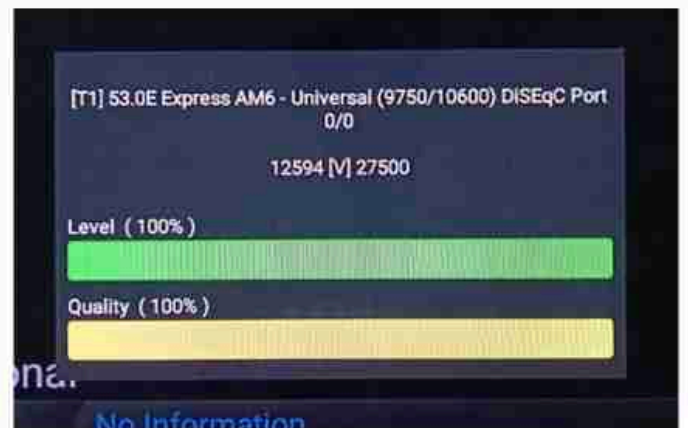 [T1] 53.0E Express AM6 - Universal (9750/10600) DiSEqC Port
0/0
12594 [V] 27500
Level ( 100% )
Quality ( 100% )
No Information